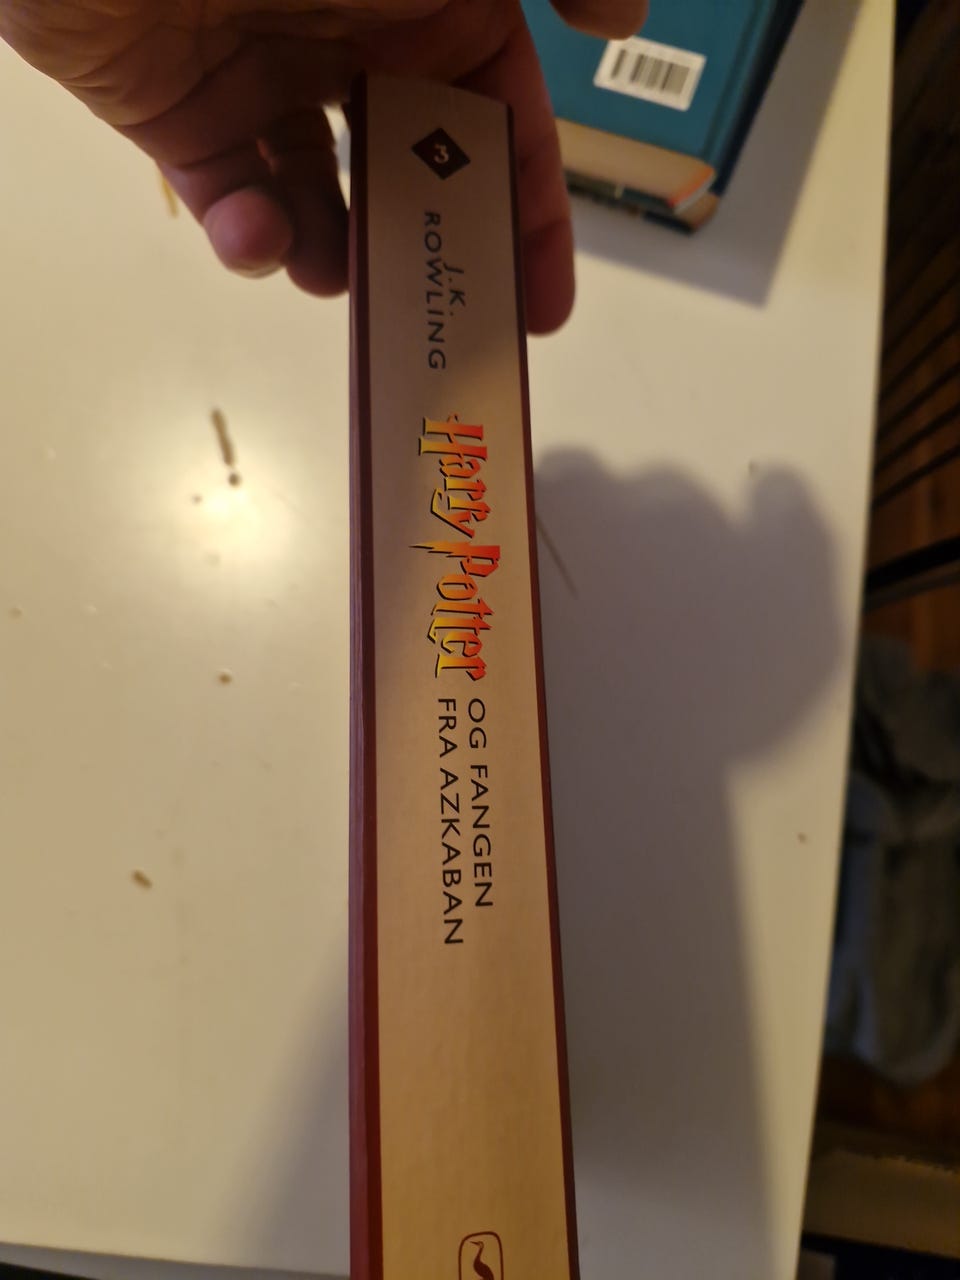 3
J.K.
ROWLING
Harry Potter
OG FANGEN
FRA AZKABAN